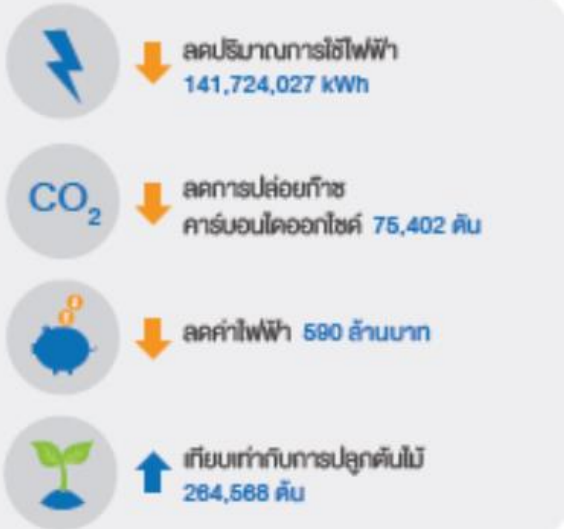 ลดปริมาณการใช้ไฟฟ้า
141,724,027 kWh
CO2
ลดการปล่อยก๊าซ
คาร์บอนไดออกไซด์ 75,402 ตัน
ลดค่าไฟฟ้า 590 ล้านบาท
เทียบเท่ากับการปลูกต้นไม้
264,568 ต้น